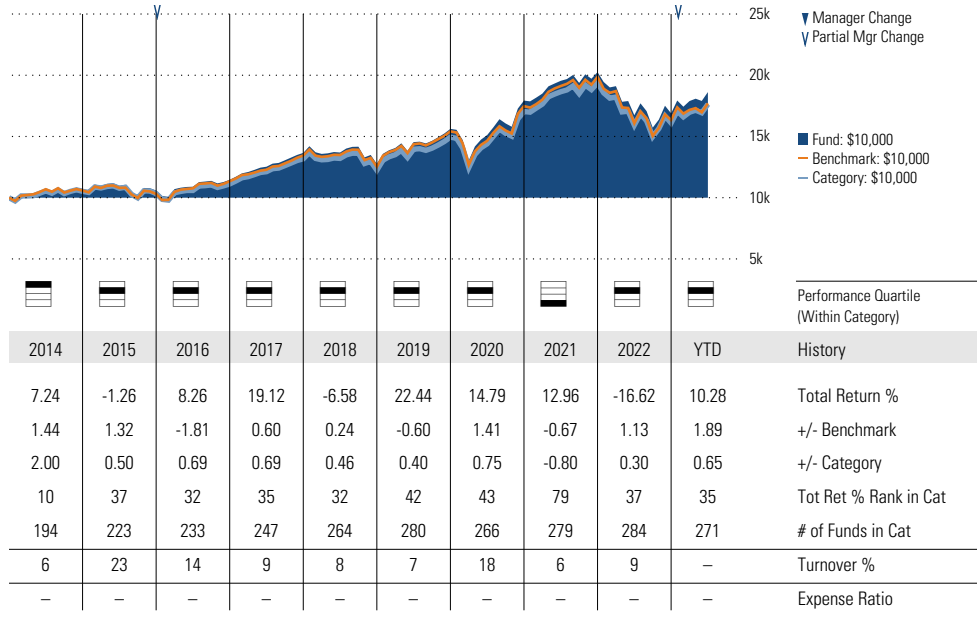 25k
Manager Change
Partial Mgr Change
20k
15k
Fund: $10,000
Benchmark: $10,000
Category: $10,000
10k
5k
Performance Quartile
(Within Category)
2014 2015 2016 2017 2018 2019 2020 2021 2022 YTD History
7.24 -1.26 8.26 19.12 -6.58 22.44 14.79 12.96 -16.62 10.28 Total Return %
1.44 1.32 -1.81 0.60 0.24 -0.60 1.41 -0.67 1.13 1.89 +/- Benchmark
2.00 0.50 0.69 0.69 0.46 0.40 0.75 -0.80 0.30 0.65 +/- Category
10 37 32 35 32 42 43 79 37 35 Tot Ret % Rank in Cat
194 223 233 247 264 280 266 279 284 271 # of Funds in Cat
6 23 14 9 8 7 18 6 9 – Turnover %
– – – – – – – – – – Expense Ratio